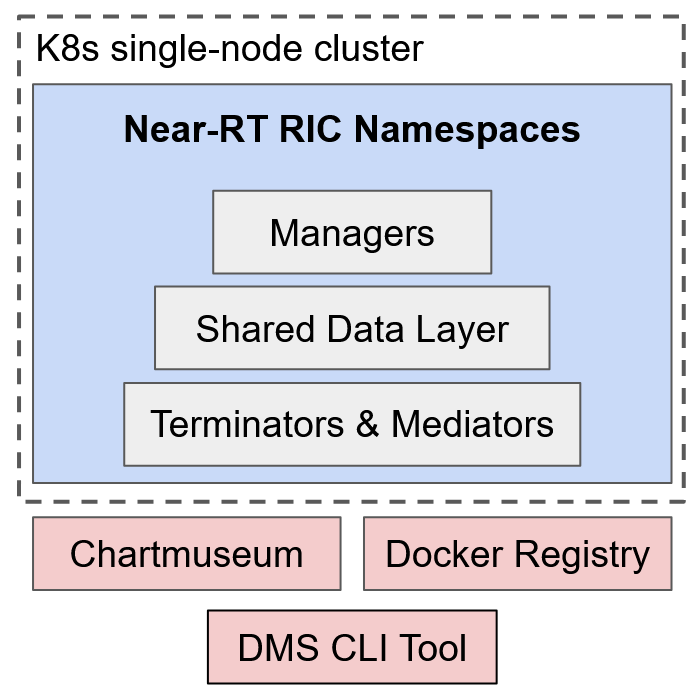 K8s single-node cluster
Near-RT RIC Namespaces
Managers
Shared Data Layer
Terminators & Mediators
Chartmuseum
Docker Registry
DMS CLI Tool